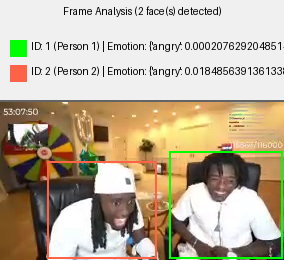 Frame Analysis (2 face(s) detected)
ID: 1 (Person 1) | Emotion: {'angry': 0.000207629204851
ID: 2 (Person 2) | Emotion: {'angry': 0.018485639136133
53:07:50